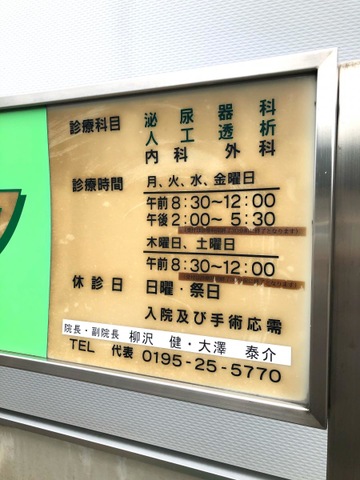 診療科目 泌尿器科
人工透析
内科 外科
診療時間 月、火、水、金曜日
午前8:30~12:00
午後2:00~5:30
木曜日、土曜日
午前8:30~12:00
休診日 日曜・祭日
入院及び手術応需
院長・副院長 柳沢 健・大澤 泰介
TEL 代表 0195-25-5770